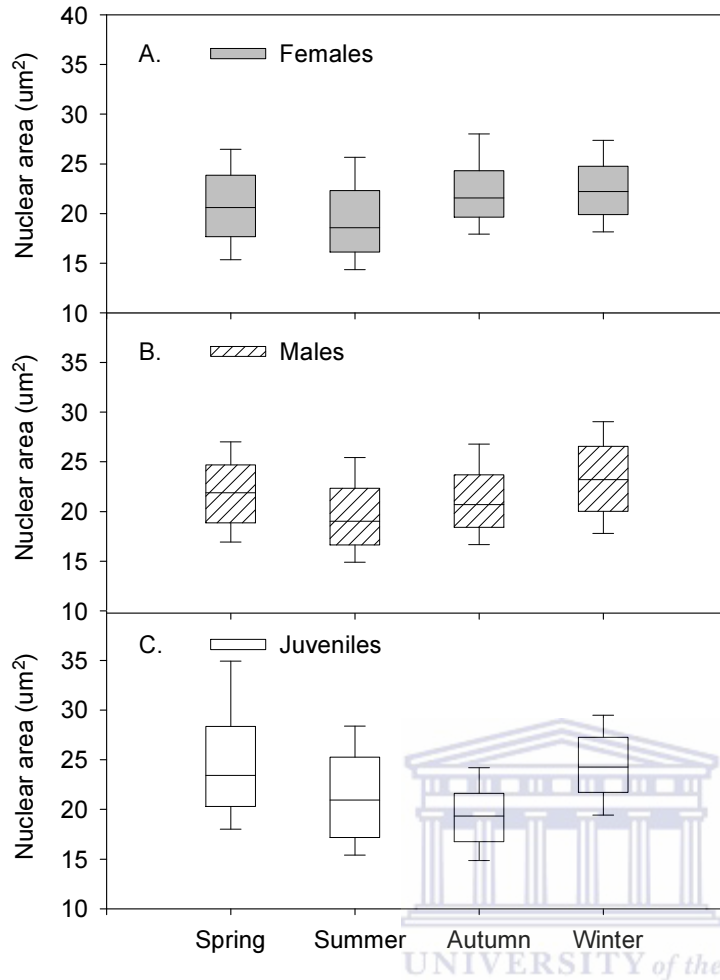 40
A. Females
35
30
25
20
15
10
Nuclear area (um²)
B. Males
35
30
25
20
15
10
Nuclear area (um²)
C. Juveniles
35
30
25
20
15
10
Nuclear area (um²)
Spring Summer Autumn Winter
UNIVERSITY of the